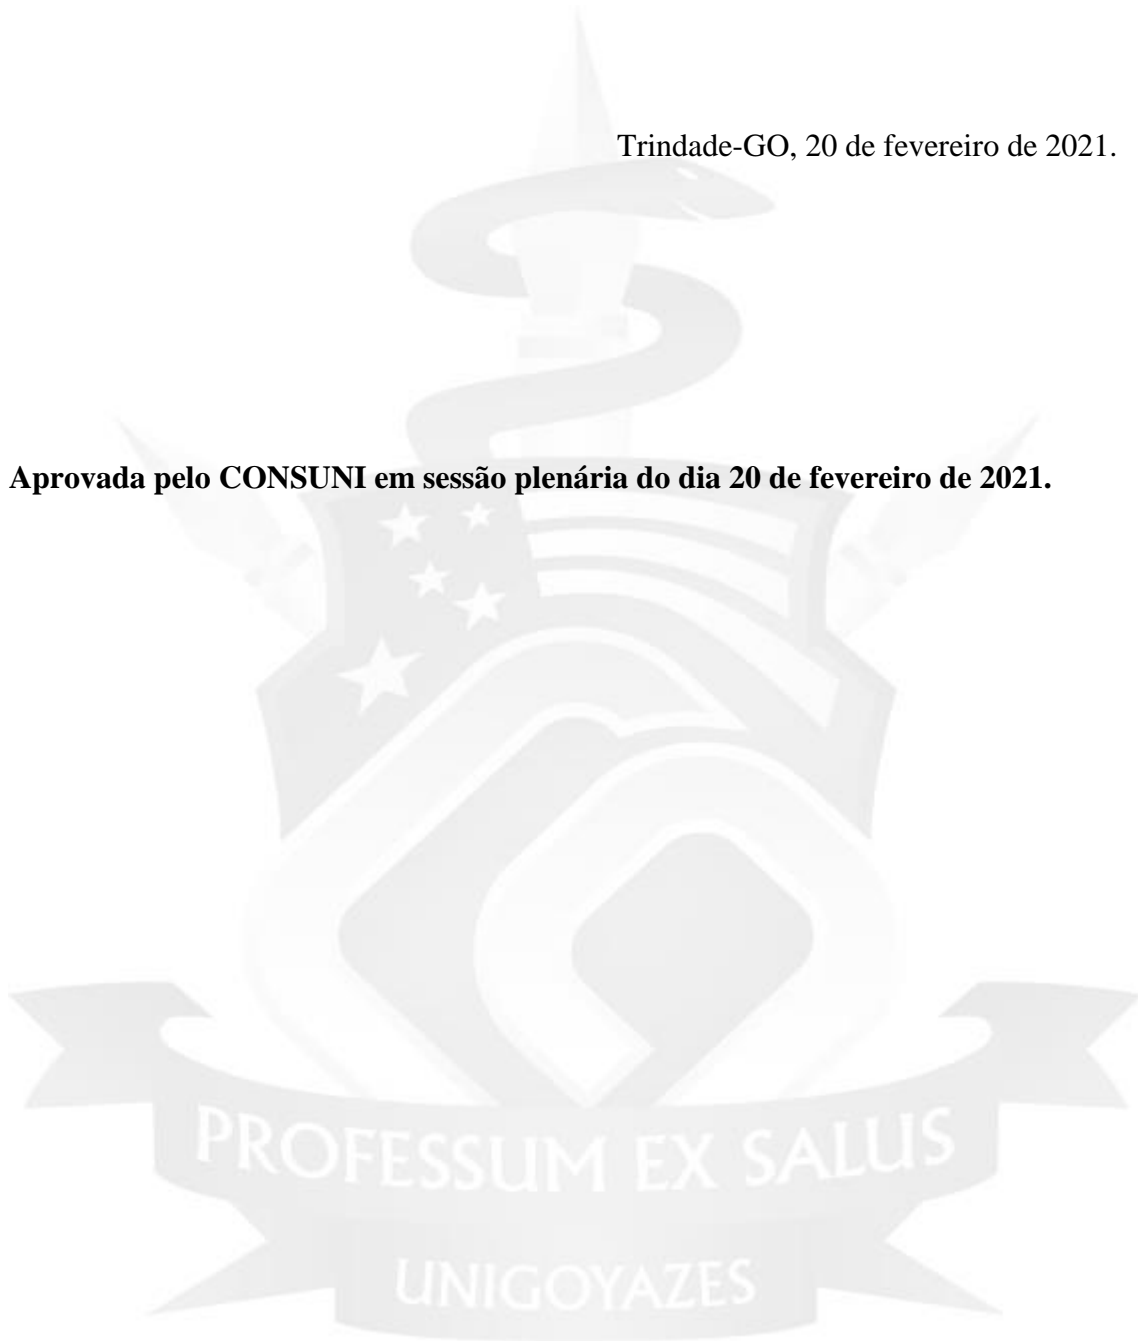 Trindade-GO, 20 de fevereiro de 2021.
Aprovada pelo CONSUNI em sessão plenária do dia 20 de fevereiro de 2021.
PROFESSUM EX SALUS
UNIGOYAZES